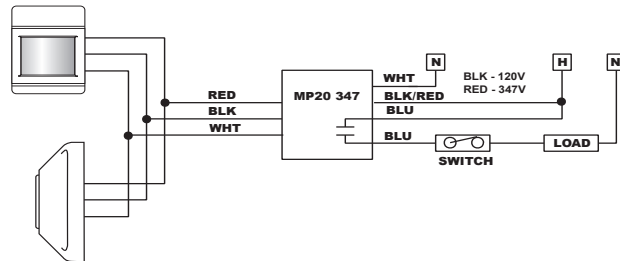 N
H
N
WHT
BLK - 120V
RED - 347V
RED
MP20 347
BLK/RED
BLK
BLU
WHT
BLU
LOAD
SWITCH